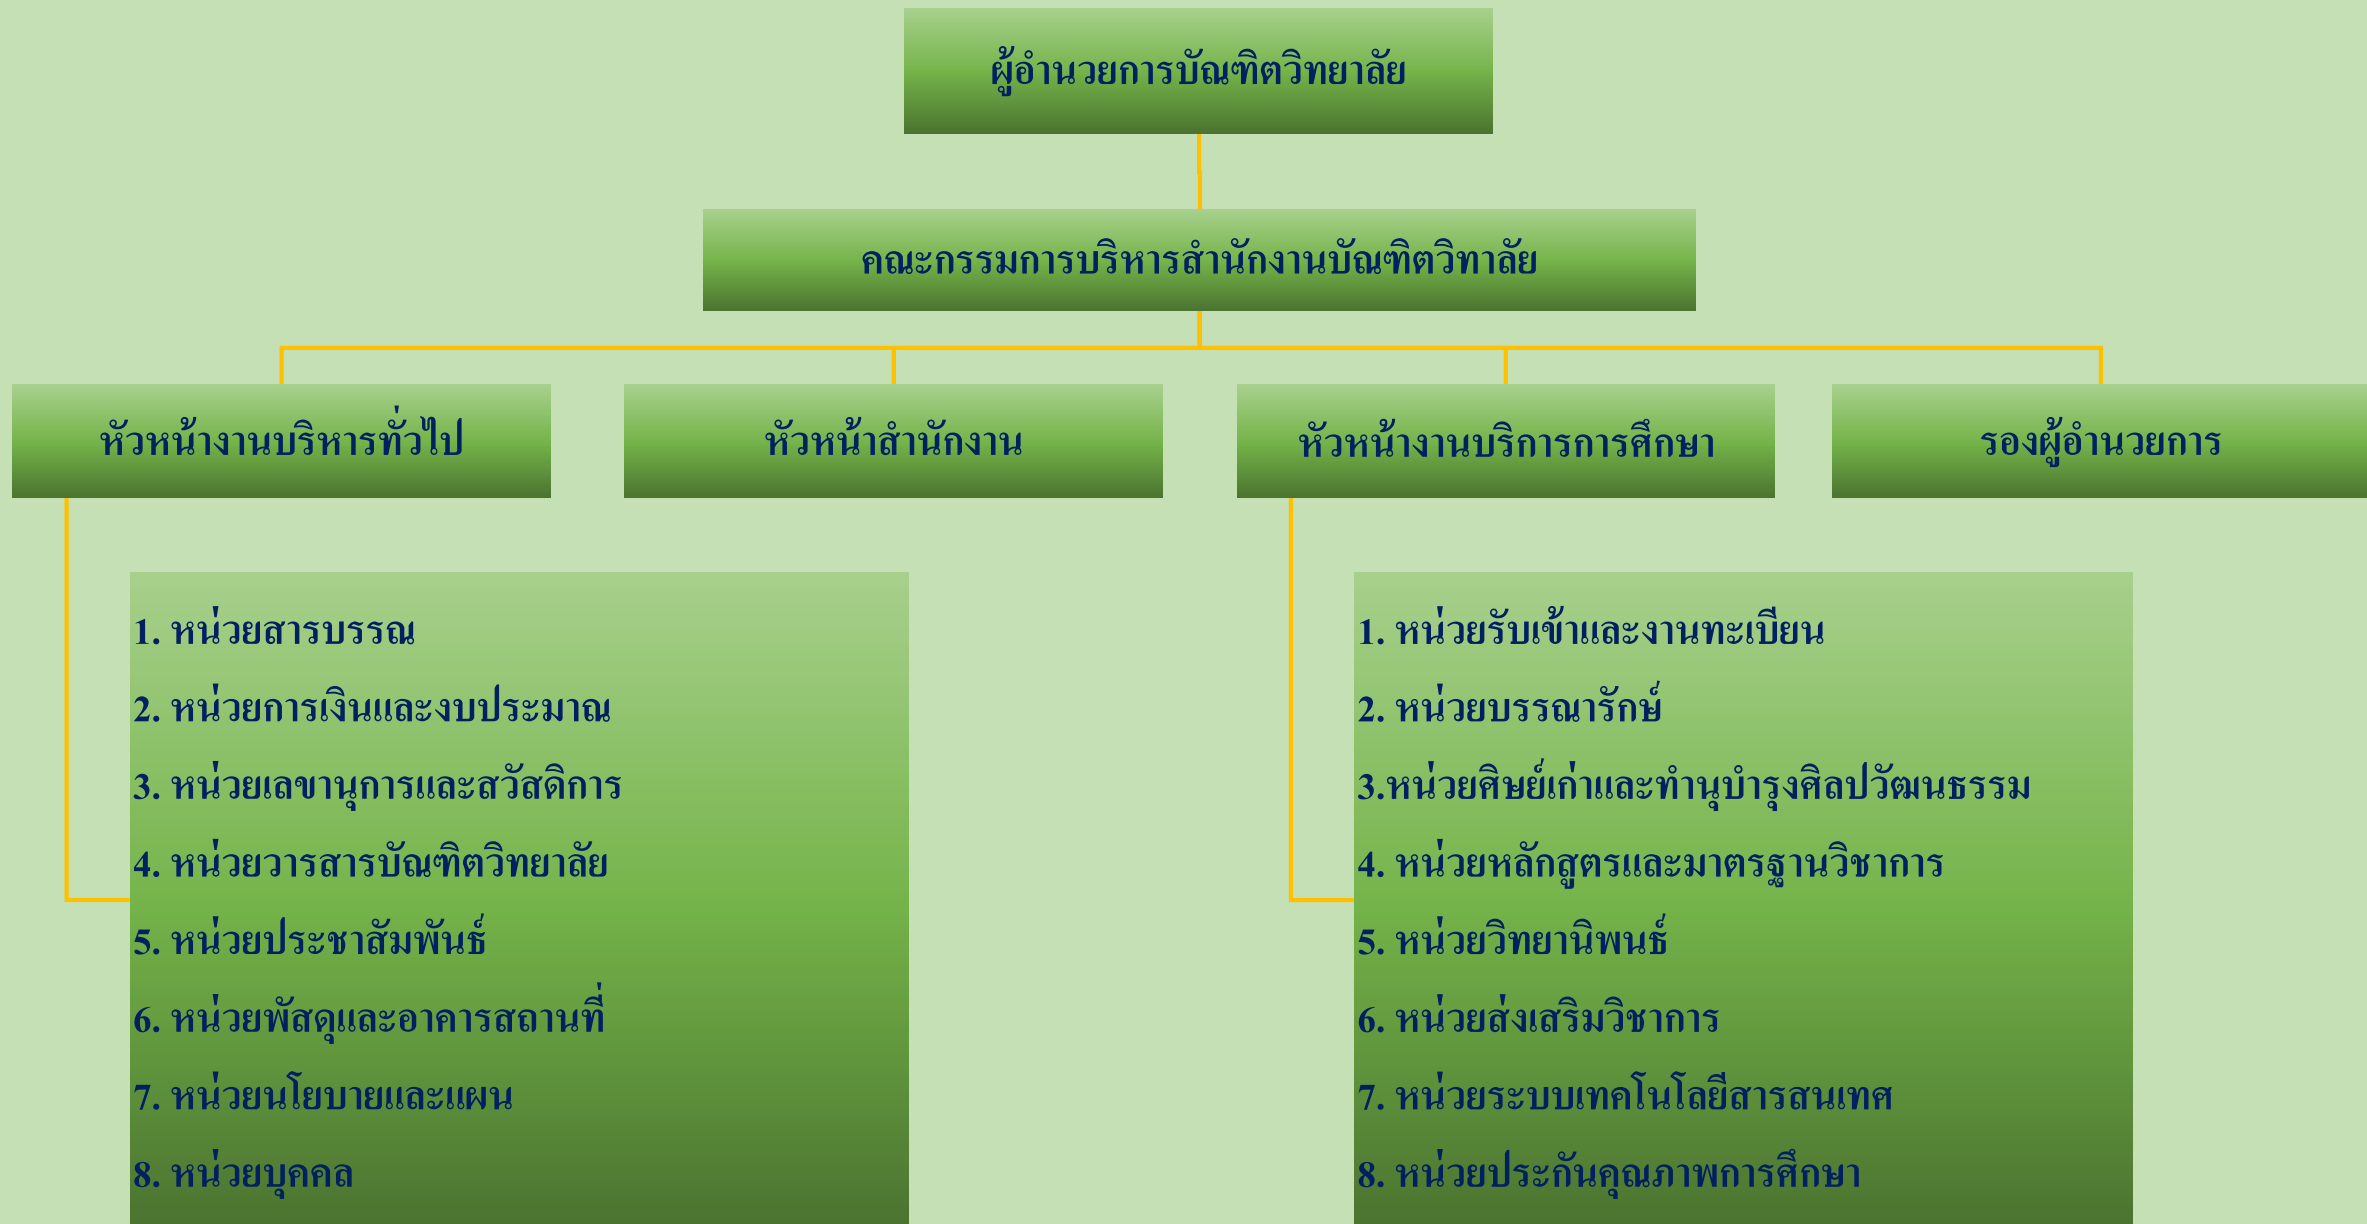 ผู้อำนวยการบัณฑิตวิทยาลัย
คณะกรรมการบริหารสำนักงานบัณฑิตวิทาลัย
หัวหน้างานบริหารทั่วไป
หัวหน้าสำนักงาน
หัวหน้างานบริการการศึกษา
รองผู้อำนวยการ
1. หน่วยสารบรรณ
2. หน่วยการเงินและงบประมาณ
3. หน่วยเลขานุการและสวัสดิการ
4. หน่วยวารสารบัณฑิตวิทยาลัย
5. หน่วยประชาสัมพันธ์
6. หน่วยพัสดุและอาคารสถานที่
7. หน่วยนโยบายและแผน
8. หน่วยบุคคล
1. หน่วยรับเข้าและงานทะเบียน
2. หน่วยบรรณารักษ์
3.หน่วยศิษย์เก่าและทำนุบำรุงศิลปวัฒนธรรม
4. หน่วยหลักสูตรและมาตรฐานวิชาการ
5. หน่วยวิทยานิพนธ์
6. หน่วยส่งเสริมวิชาการ
7. หน่วยระบบเทคโนโลยีสารสนเทศ
8. หน่วยประกันคุณภาพการศึกษา